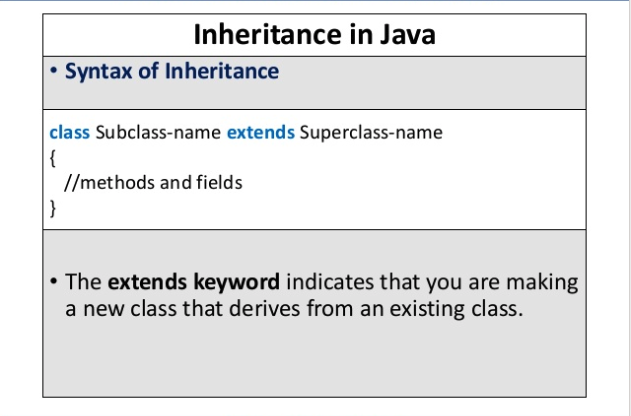 Inheritance in Java
• Syntax of Inheritance
class Subclass-name extends Superclass-name
{
//methods and fields
}
• The extends keyword indicates that you are making
a new class that derives from an existing class.